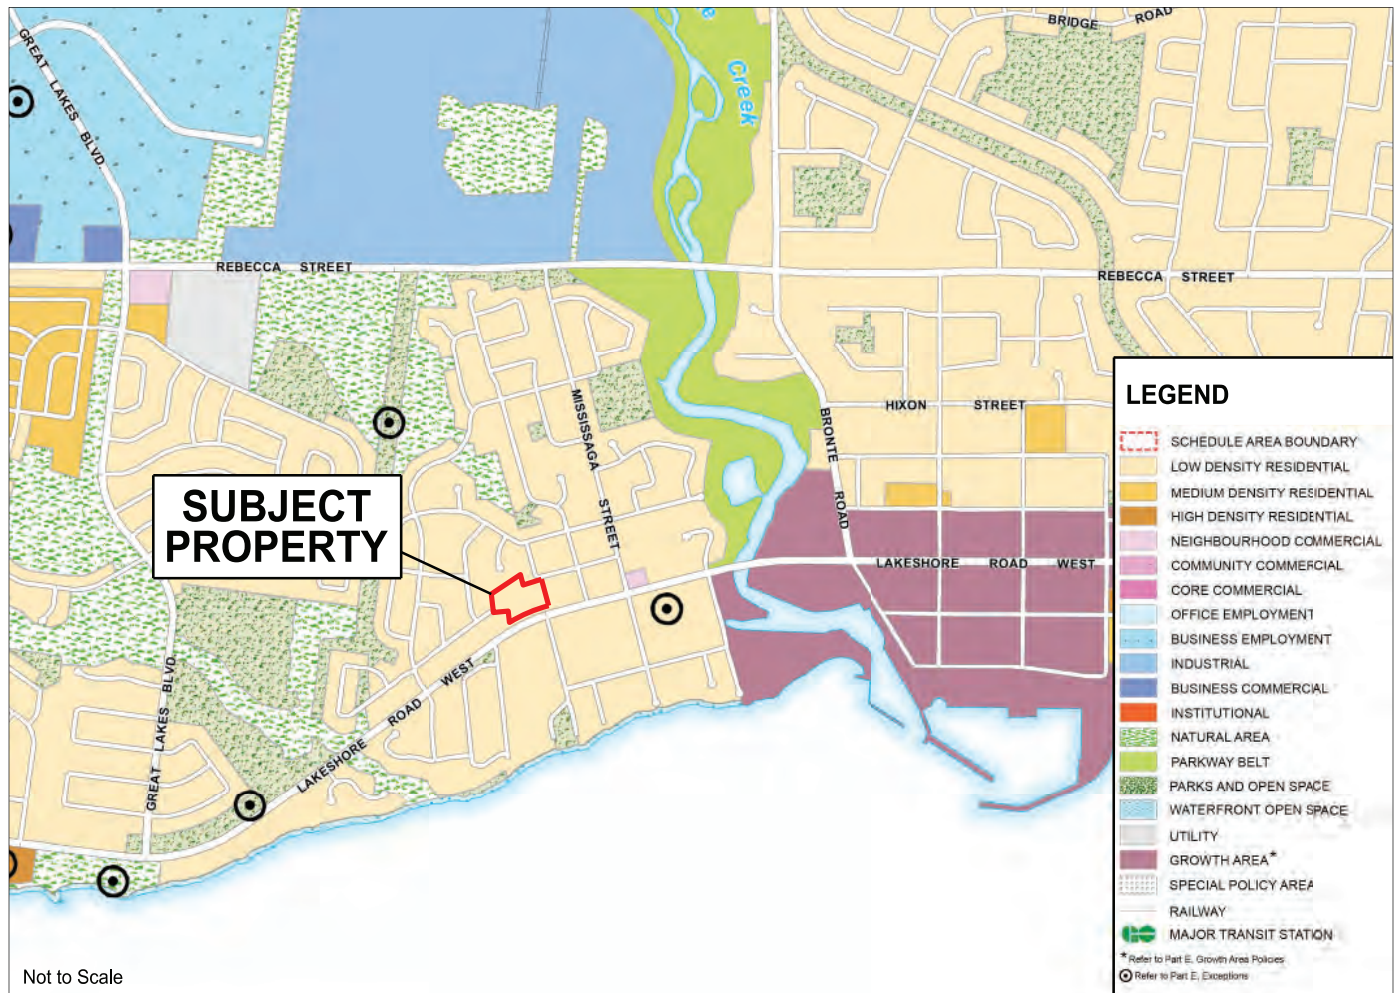 BRIDGE ROAD
e
Creek
GREAT LAKES BLVD
REBECCA STREET
REBECCA STREET
MISSISSAGA STREET
HIXON STREET
BRONTE ROAD
SUBJECT
PROPERTY
LAKESHORE ROAD WEST
LAKESHORE ROAD WEST
GREAT LAKES BLVD
LEGEND
SCHEDULE AREA BOUNDARY
LOW DENSITY RESIDENTIAL
MEDIUM DENSITY RESIDENTIAL
HIGH DENSITY RESIDENTIAL
NEIGHBOURHOOD COMMERCIAL
COMMUNITY COMMERCIAL
CORE COMMERCIAL
OFFICE EMPLOYMENT
BUSINESS EMPLOYMENT
INDUSTRIAL
BUSINESS COMMERCIAL
INSTITUTIONAL
NATURAL AREA
PARKWAY BELT
PARKS AND OPEN SPACE
WATERFRONT OPEN SPACE
UTILITY
GROWTH AREA*
SPECIAL POLICY AREA
RAILWAY
MAJOR TRANSIT STATION
* Refer to Part E, Growth Area Policies
Refer to Part E, Exceptions
Not to Scale